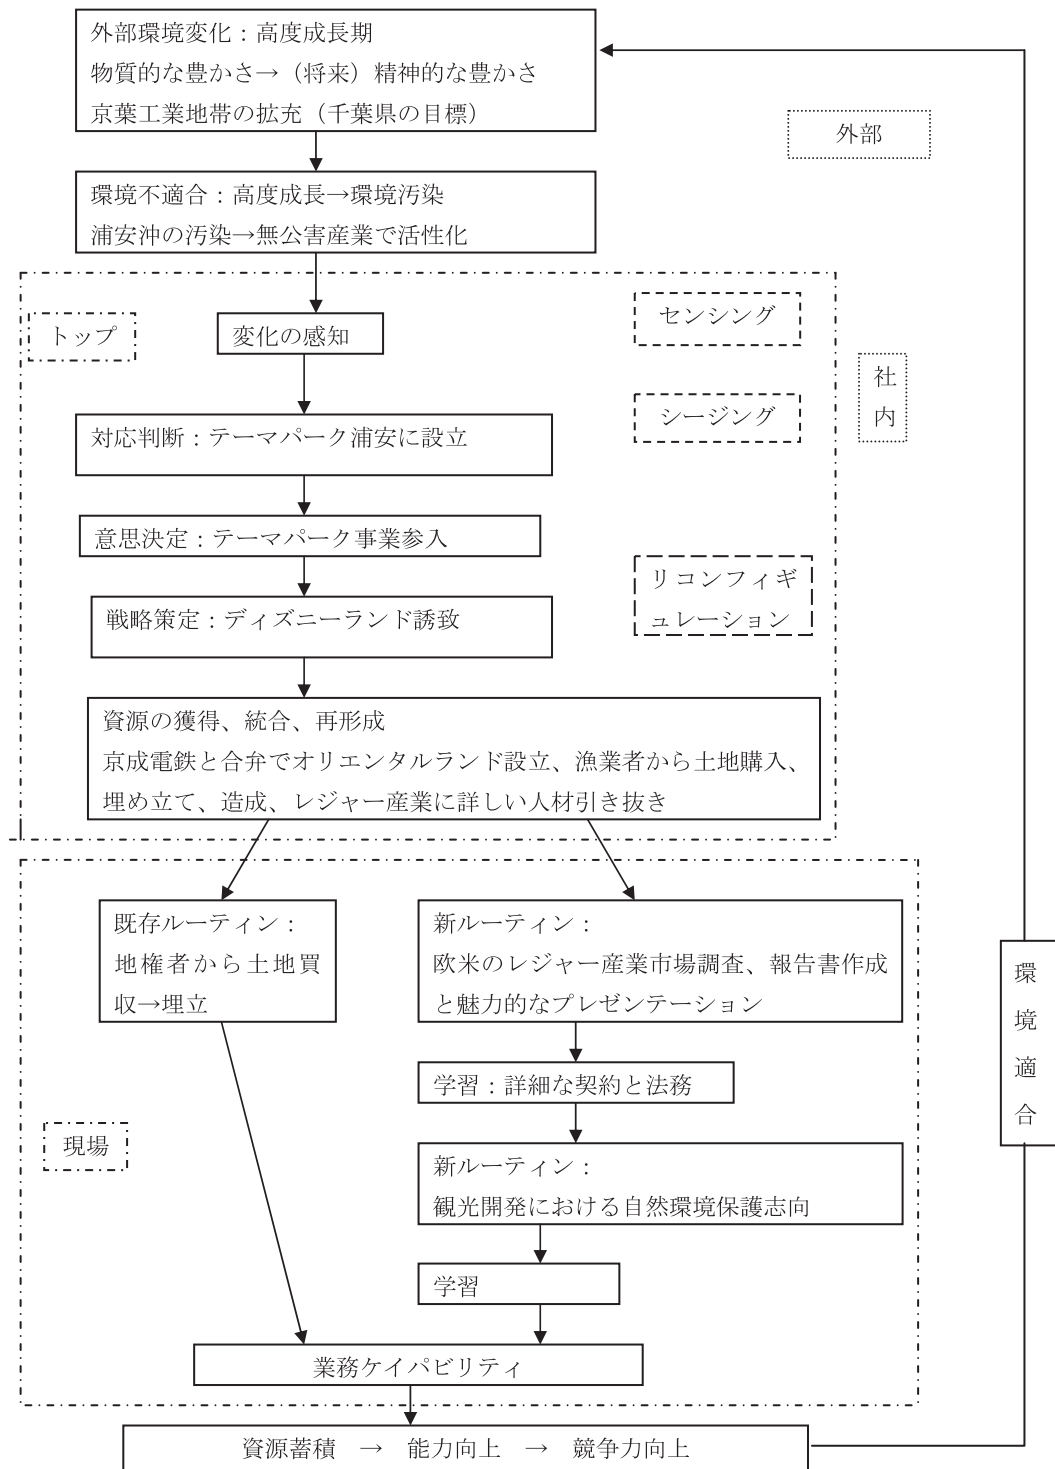 外部環境変化：高度成長期
物質的な豊かさ→（将来）精神的な豊かさ
京葉工業地帯の拡充（千葉県の目標）
外部
環境不適合：高度成長→環境汚染
浦安沖の汚染→無公害産業で活性化
トップ
変化の感知
センシング
社
内
シージング
対応判断：テーマパーク浦安に設立
意思決定：テーマパーク事業参入
リコンフィギ
ュレーション
戦略策定：ディズニーランド誘致
資源の獲得、統合、再形成
京成電鉄と合弁でオリエンタルランド設立、漁業者から土地購入、
埋め立て、造成、レジャー産業に詳しい人材引き抜き
既存ルーティン：
地権者から土地買
収→埋立
新ルーティン：
欧米のレジャー産業市場調査、報告書作成
と魅力的なプレゼンテーション
環
境
適
合
学習：詳細な契約と法務
現場
新ルーティン：
観光開発における自然環境保護志向
学習
業務ケイパビリティ
資源蓄積　→　能力向上　→　競争力向上